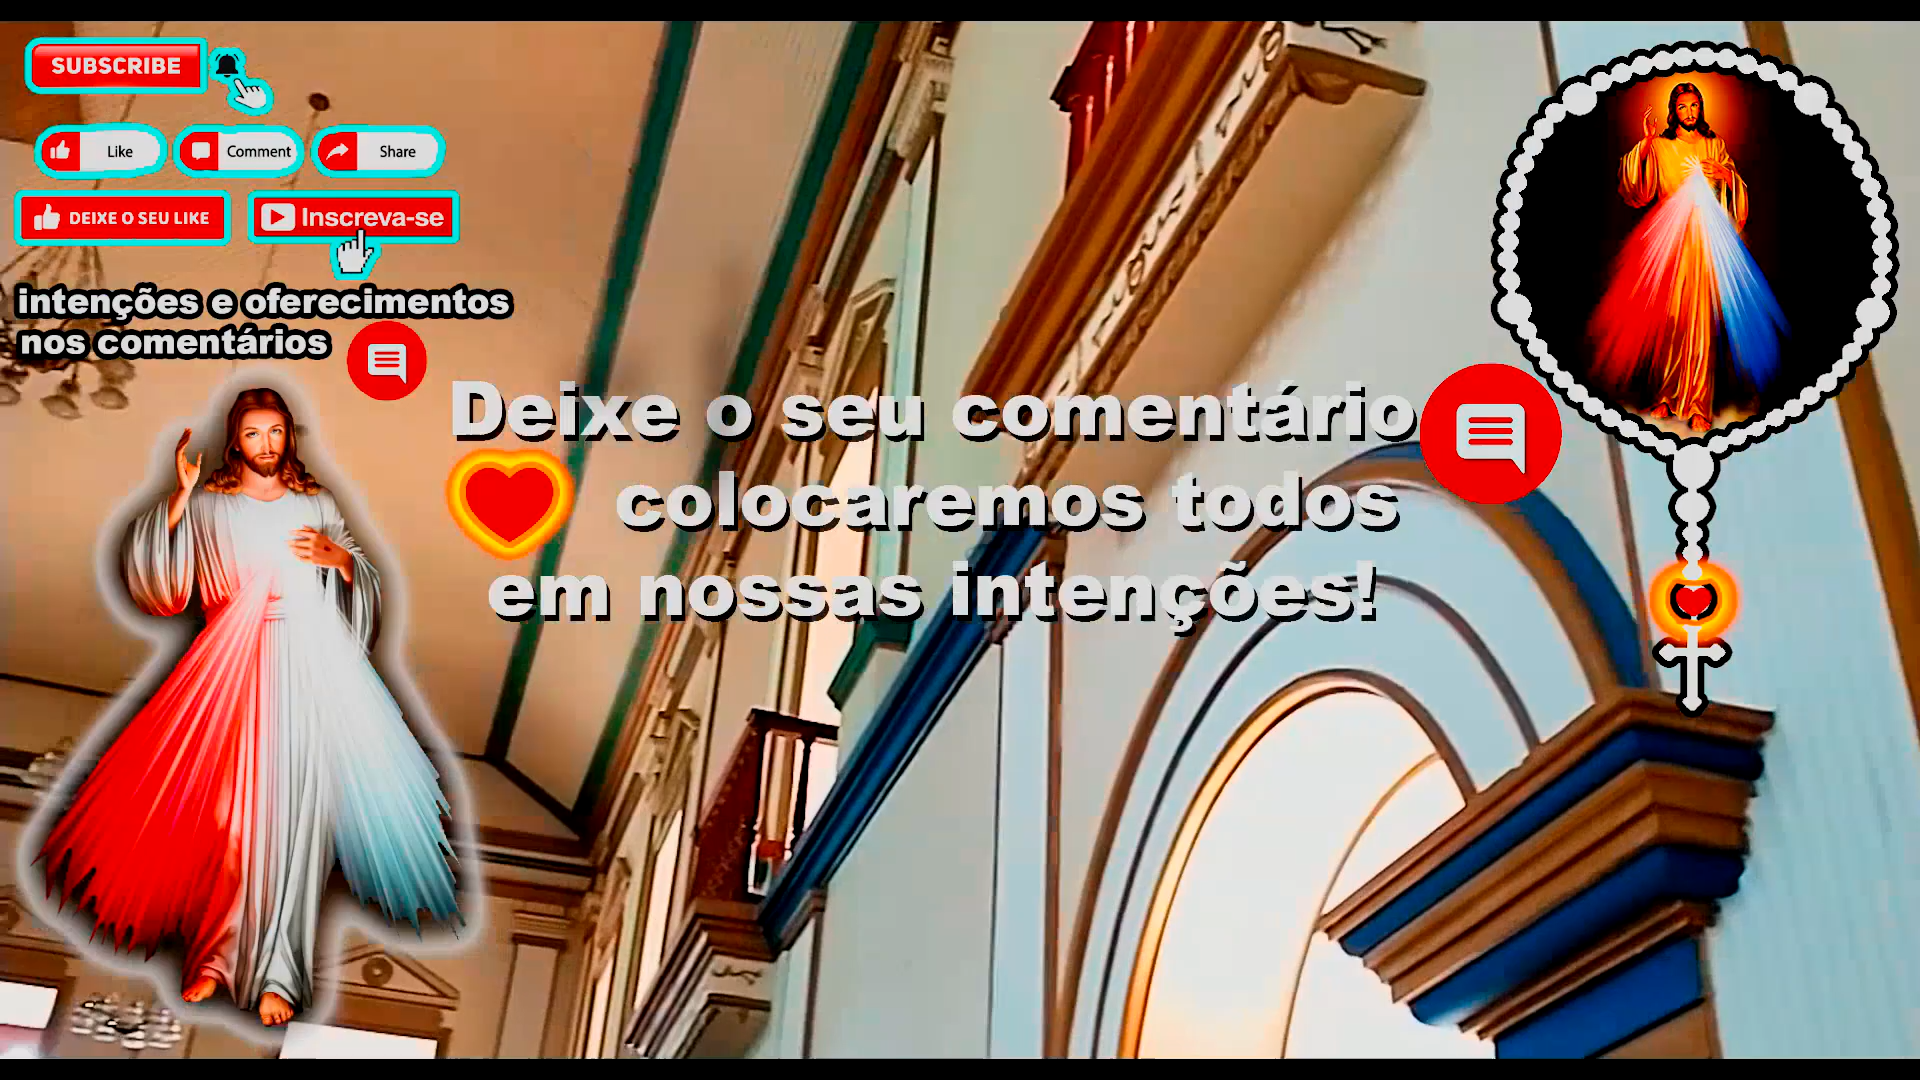 SUBSCRIBE
Like
Comment
Share
DEIXE O SEU LIKE
Inscreva-se
intenções e oferecimentos
nos comentários
Deixe o seu comentário
colocaremos todos
em nossas intenções!